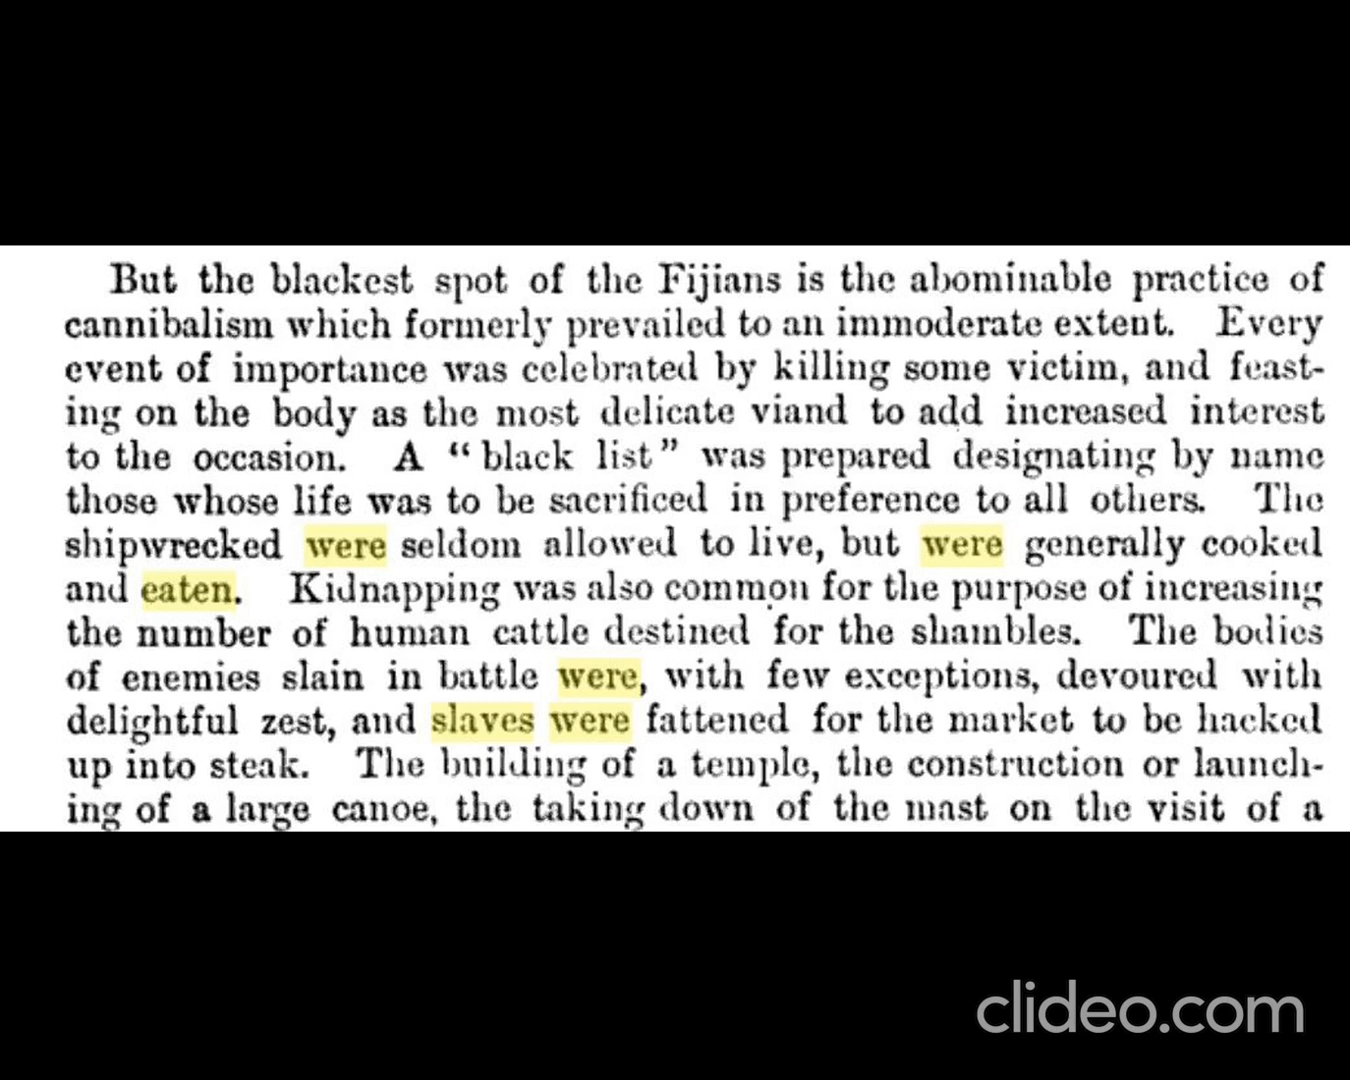 But the blackest spot of the Fijians is the abominable practice of
cannibalism which formerly prevailed to an immoderate extent. Every
event of importance was celebrated by killing some victim, and feast-
ing on the body as the most delicate viand to add increased interest
to the occasion. A “black list” was prepared designating by name
those whose life was to be sacrificed in preference to all others. The
shipwrecked were seldom allowed to live, but were generally cooked
and eaten. Kidnapping was also common for the purpose of increasing
the number of human cattle destined for the shambles. The bodies
of enemies slain in battle were, with few exceptions, devoured with
delightful zest, and slaves were fattened for the market to be hacked
up into steak. The building of a temple, the construction or launch-
ing of a large canoe, the taking down of the mast on the visit of a
clideo.com